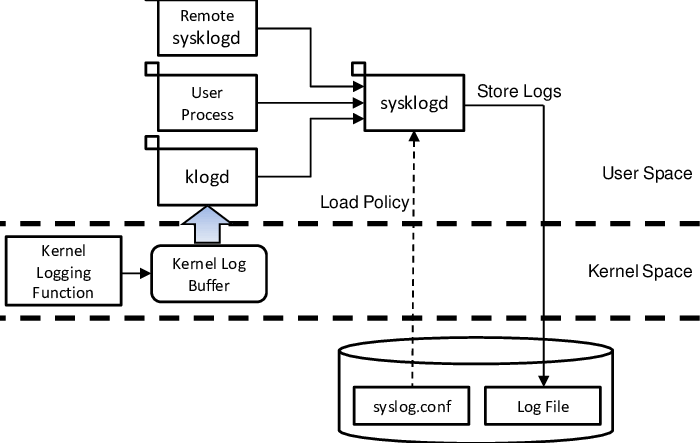 Remote
sysklogd
User
Process
sysklogd
Store Logs
klogd
User Space
Load Policy
Kernel
Logging
Function
Kernel Log
Buffer
Kernel Space
syslog.conf
Log File